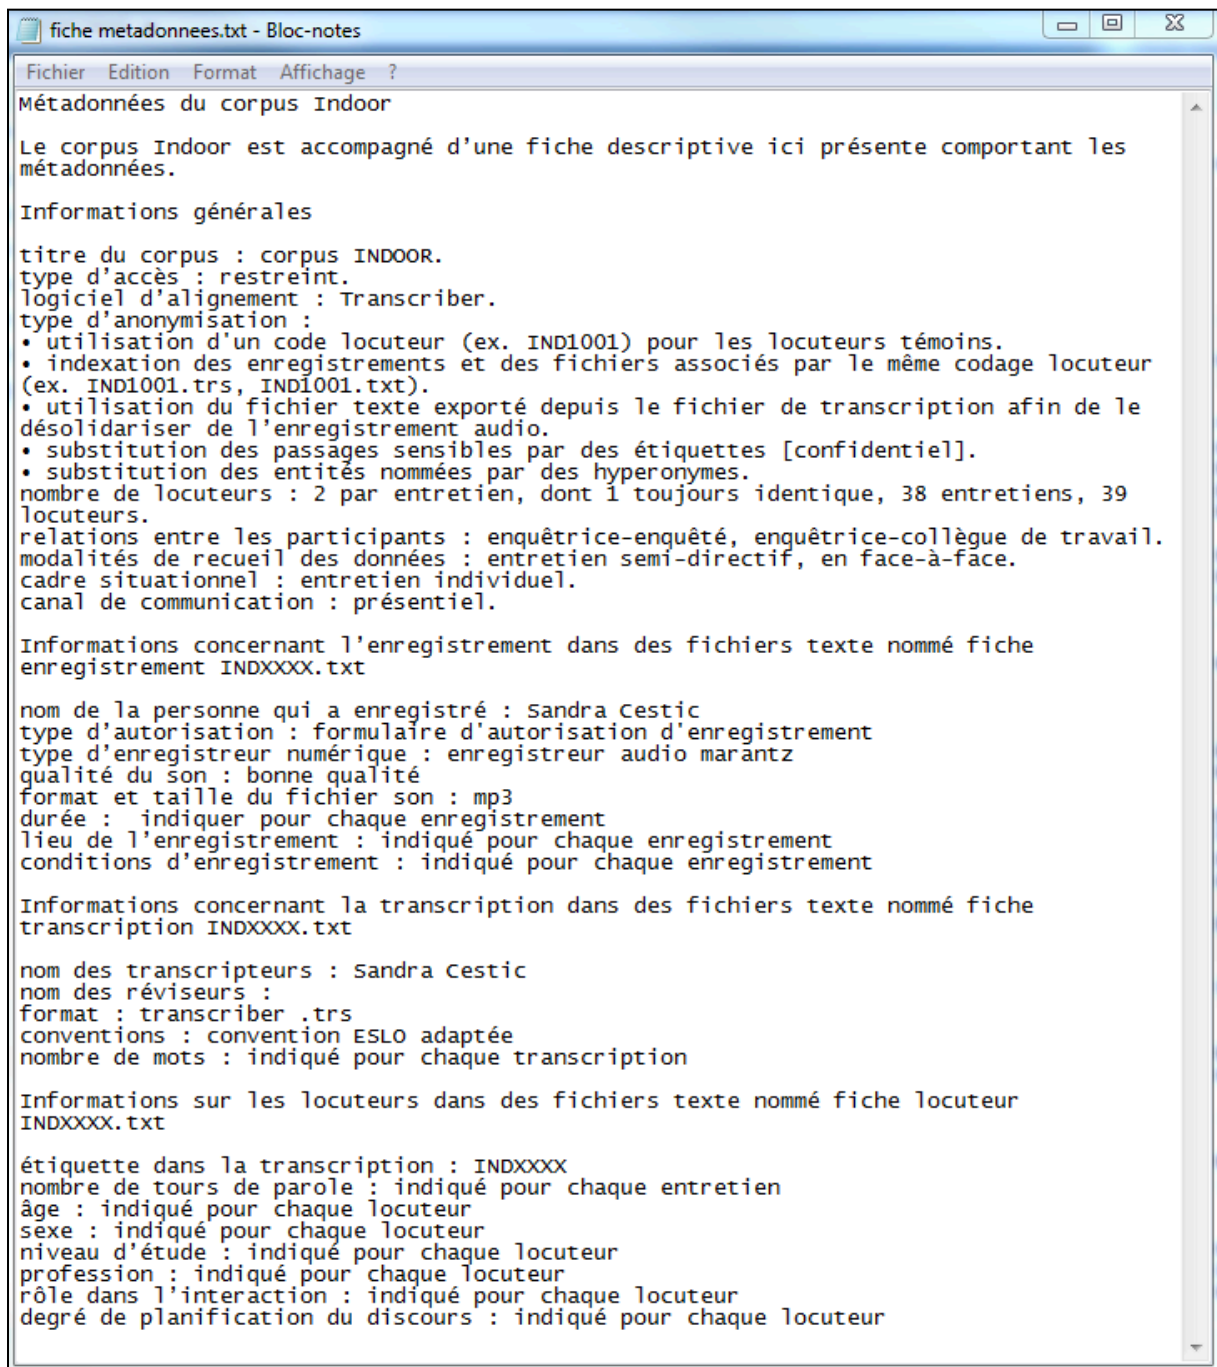 fiche metadonnees.txt - Bloc-notes
Fichier Edition Format Affichage ?
Métadonnées du corpus Indoor
Le corpus Indoor est accompagné d’une fiche descriptive ici présente comportant les
métadonnées.
Informations générales
titre du corpus : corpus INDOOR.
type d’accès : restreint.
logiciel d’alignement : Transcriber.
type d’anonymisation :
• utilisation d'un code locuteur (ex. IND1001) pour les locuteurs témoins.
• indexation des enregistrements et des fichiers associés par le même codage locuteur
(ex. IND1001.trs, IND1001.txt).
• utilisation du fichier texte exporté depuis le fichier de transcription afin de le
désolidariser de l’enregistrement audio.
• substitution des passages sensibles par des étiquettes [confidentiel].
• substitution des entités nommées par des hyperonymes.
nombre de locuteurs : 2 par entretien, dont 1 toujours identique, 38 entretiens, 39
locuteurs.
relations entre les participants : enquêtrice-enquêté, enquêtrice-collègue de travail.
modalités de recueil des données : entretien semi-directif, en face-à-face.
cadre situationnel : entretien individuel.
canal de communication : présentiel.
Informations concernant l’enregistrement dans des fichiers texte nommé fiche
enregistrement INDXXXX.txt
nom de la personne qui a enregistré : Sandra Cestic
type d’autorisation : formulaire d'autorisation d'enregistrement
type d’enregistreur numérique : enregistreur audio marantz
qualité du son : bonne qualité
format et taille du fichier son : mp3
durée :  indiquer pour chaque enregistrement
lieu de l’enregistrement : indiqué pour chaque enregistrement
conditions d’enregistrement : indiqué pour chaque enregistrement
Informations concernant la transcription dans des fichiers texte nommé fiche
transcription INDXXXX.txt
nom des transcripteurs : Sandra Cestic
nom des réviseurs :
format : transcriber .trs
conventions : convention ESLO adaptée
nombre de mots : indiqué pour chaque transcription
Informations sur les locuteurs dans des fichiers texte nommé fiche locuteur
INDXXXX.txt
étiquette dans la transcription : INDXXXX
nombre de tours de parole : indiqué pour chaque entretien
âge : indiqué pour chaque locuteur
sexe : indiqué pour chaque locuteur
niveau d’étude : indiqué pour chaque locuteur
profession : indiqué pour chaque locuteur
rôle dans l’interaction : indiqué pour chaque locuteur
degré de planification du discours : indiqué pour chaque locuteur